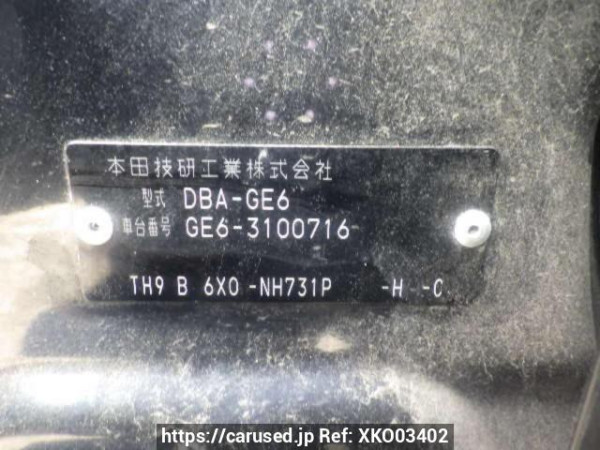 本田技研工業株式会社
型式 DBA-GE6
車台番号 GE6-3100716
TH9 B 6X0 -NH731P -H -C
https://carused.jp Ref: XKO03402